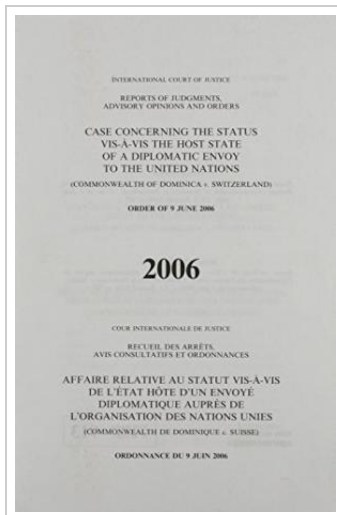 INTERNATIONAL COURT OF JUSTICE
REPORTS OF JUDGMENTS,
ADVISORY OPINIONS AND ORDERS
CASE CONCERNING THE STATUS
VIS-À-VIS THE HOST STATE
OF A DIPLOMATIC ENVOY
TO THE UNITED NATIONS
(COMMONWEALTH OF DOMINICA v. SWITZERLAND)
ORDER OF 9 JUNE 2006
2006
COUR INTERNATIONALE DE JUSTICE
RECUEIL DES ARRÊTS,
AVIS CONSULTATIFS ET ORDONNANCES
AFFAIRE RELATIVE AU STATUT VIS-À-VIS
DE L'ÉTAT HÔTE D'UN ENVOYÉ
DIPLOMATIQUE AUPRÈS DE
L'ORGANISATION DES NATIONS UNIES
(COMMONWEALTH DE DOMINIQUE c. SUISSE)
ORDONNANCE DU 9 JUIN 2006